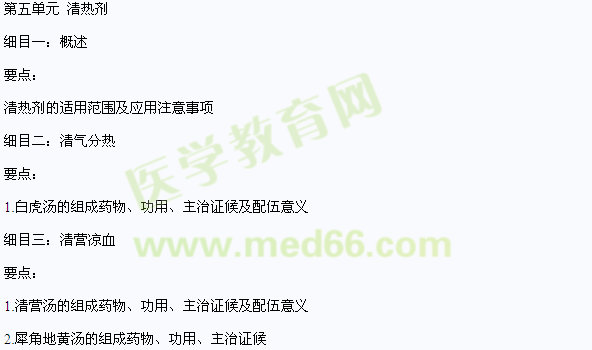 第五单元 清热剂
细目一：概述
要点：
清热剂的适用范围及应用注意事项
细目二：清气分热
要点：
1.白虎汤的组成药物、功用、主治证候及配伍意义
细目三：清营凉血
要点：
1.清营汤的组成药物、功用、主治证候及配伍意义
2.犀角地黄汤的组成药物、功用、主治证候
医学教育网
www.med66.com